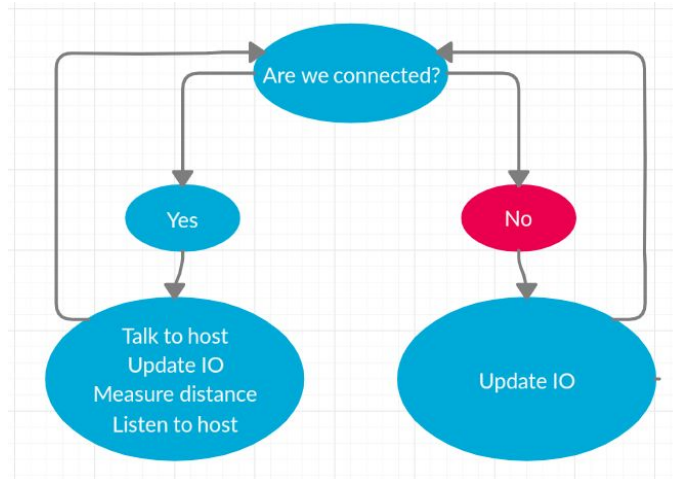 Are we connected?
Yes
No
Talk to host
Update IO
Measure distance
Listen to host
Update IO